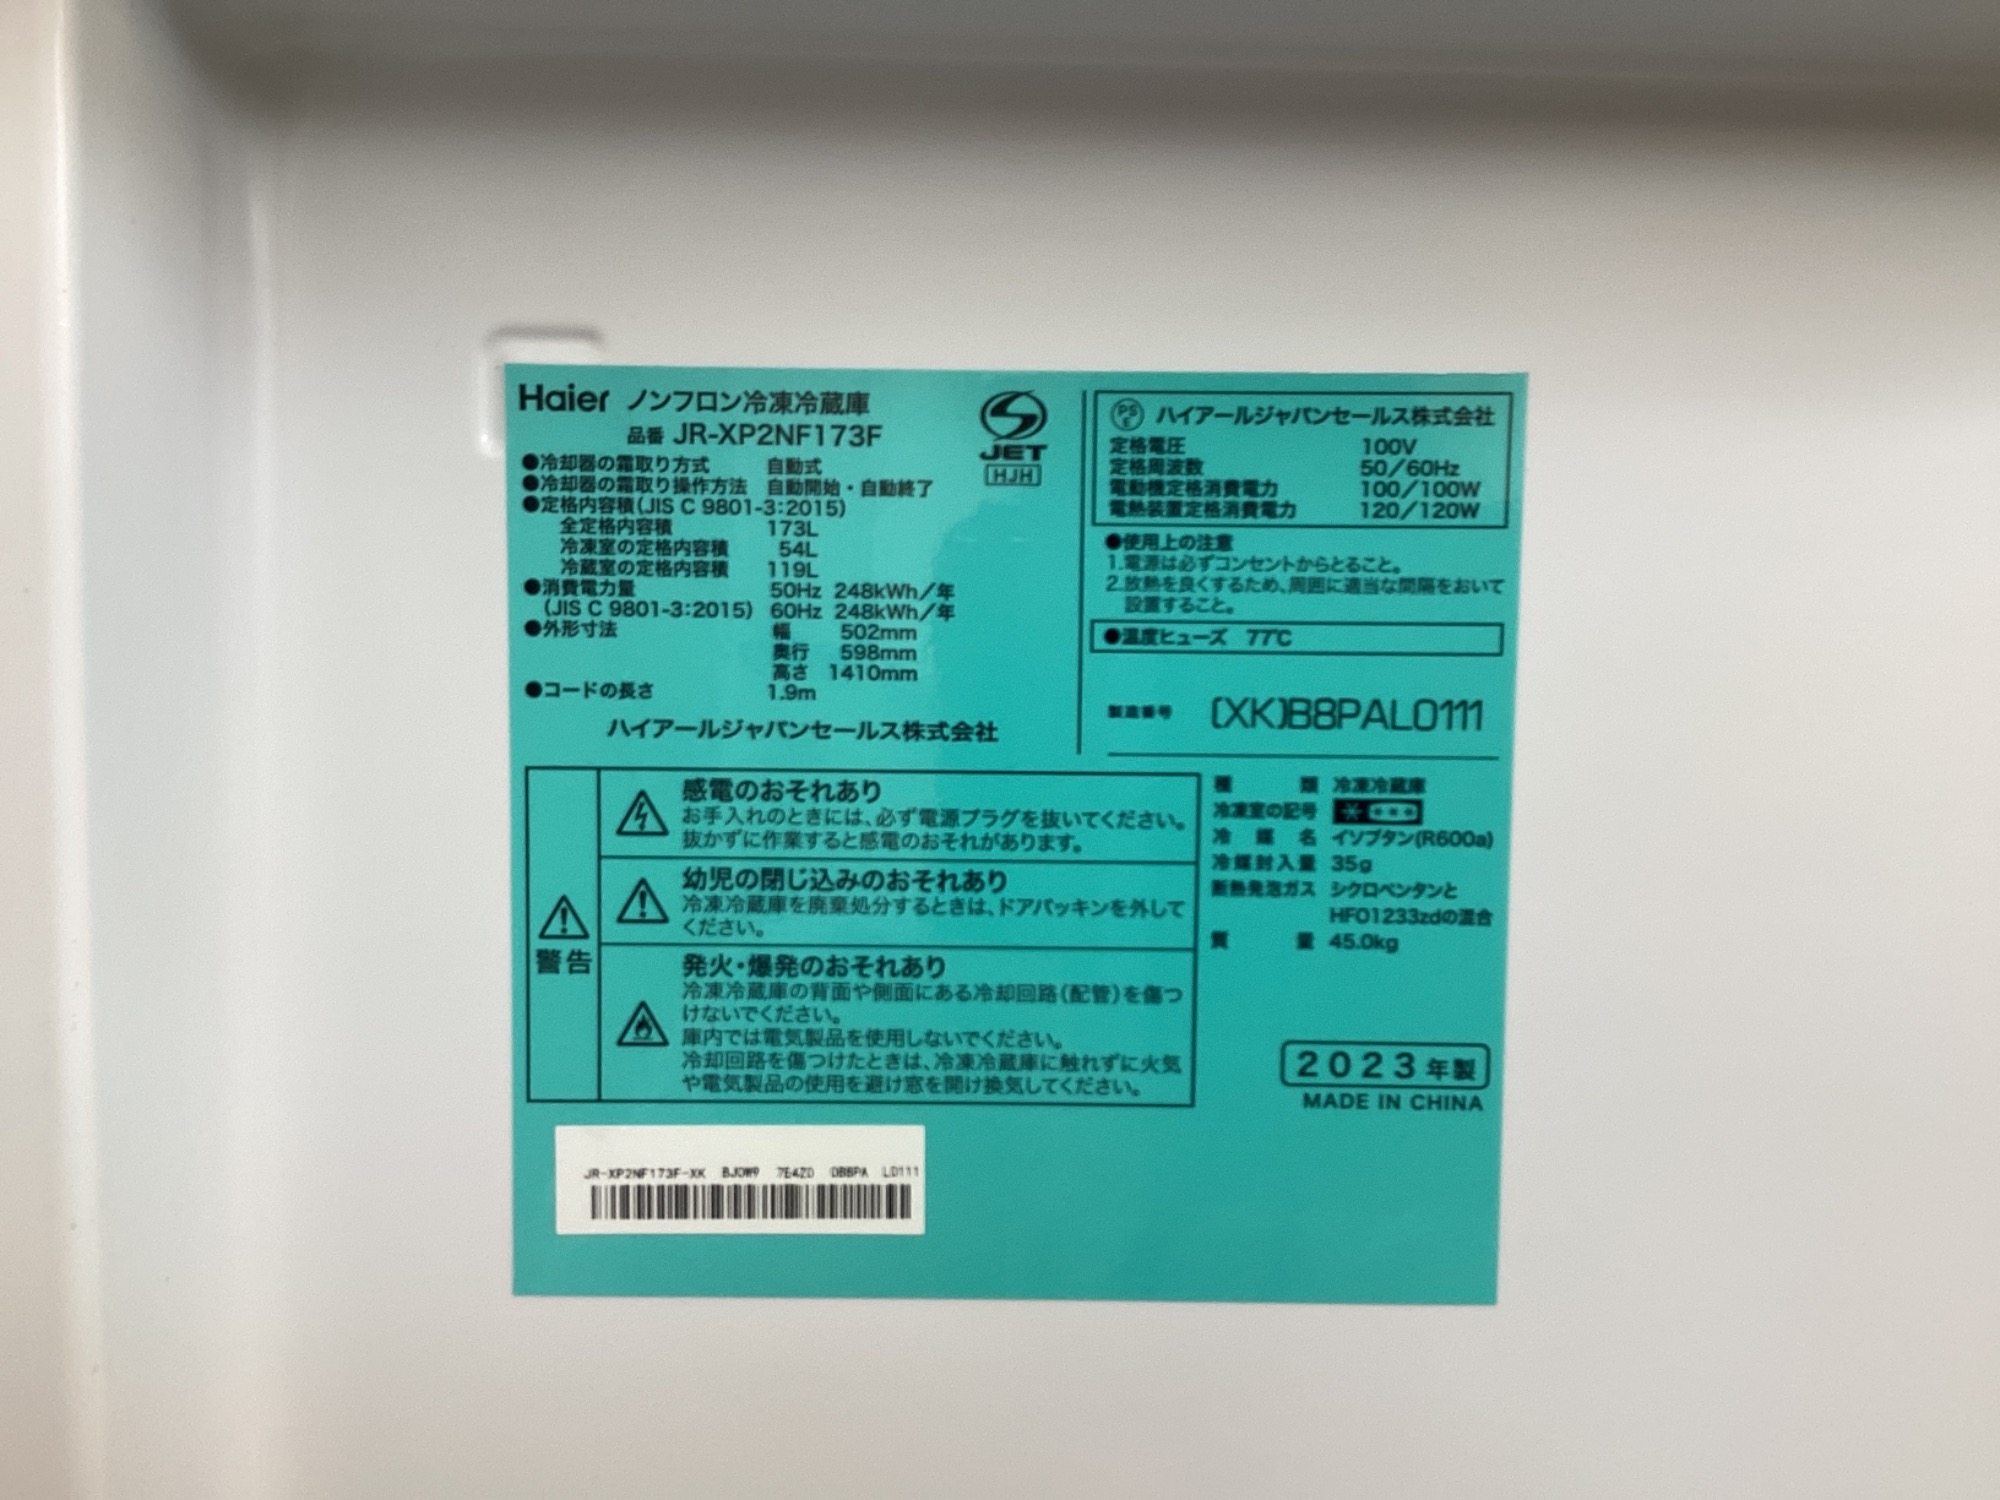 Haier ノンフロン冷凍冷蔵庫
品番 JR-XP2NF173F
●冷却器の霜取り方式 自動式
●冷却器の霜取り操作方法 自動開始・自動終了
●定格内容積(JIS C 9801-3:2015)
全定格内容積 173L
冷凍室の定格内容積 54L
冷蔵室の定格内容積 119L
●消費電力量 50Hz 248kWh/年
(JIS C 9801-3:2015) 60Hz 248kWh/年
●外形寸法 幅 502mm
奥行 598mm
高さ 1410mm
●コードの長さ 1.9m
ハイアールジャパンセールス株式会社
JET
HJH
PS E ハイアールジャパンセールス株式会社
定格電圧 100V
定格周波数 50/60Hz
電動機定格消費電力 100/100W
電熱装置定格消費電力 120/120W
●使用上の注意
1.電源は必ずコンセントからとること。
2.放熱を良くするため、周囲に適当な間隔をおいて
設置すること。
●温度ヒューズ 77℃
製造番号 (XK)B8PAL0111
警告
感電のおそれあり
お手入れのときには、必ず電源プラグを抜いてください。
抜かずに作業すると感電のおそれがあります。
幼児の閉じ込みのおそれあり
冷凍冷蔵庫を廃棄処分するときは、ドアパッキンを外して
ください。
発火・爆発のおそれあり
冷凍冷蔵庫の背面や側面にある冷却回路(配管)を傷つ
けないでください。
庫内では電気製品を使用しないでください。
冷却回路を傷つけたときは、冷凍冷蔵庫に触れずに火気
や電気製品の使用を避け窓を開け換気してください。
種類 冷凍冷蔵庫
冷凍室の記号
冷媒名 イソブタン(R600a)
冷媒封入量 35g
断熱発泡ガス シクロペンタンと
HFO1233zdの混合
質量 45.0kg
2023年製
MADE IN CHINA
JR-XP2NF173F-XK BJ0W9 7E4Z0 0B8PA L0111